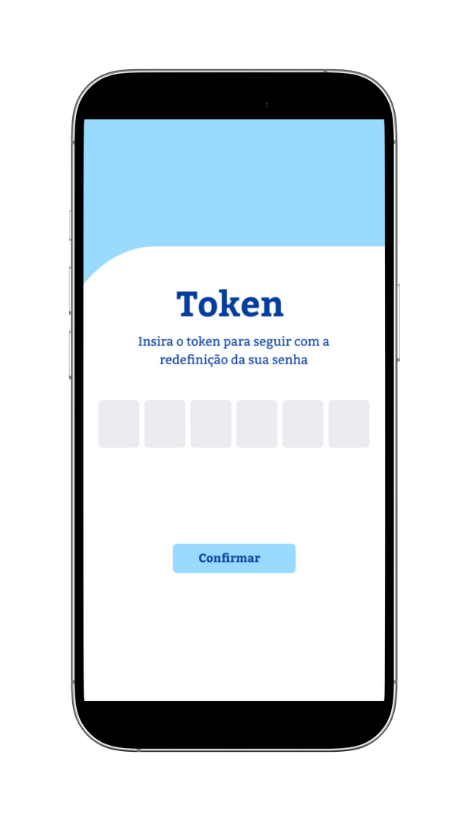 Token
Insira o token para seguir com a
redefinição da sua senha
Confirmar